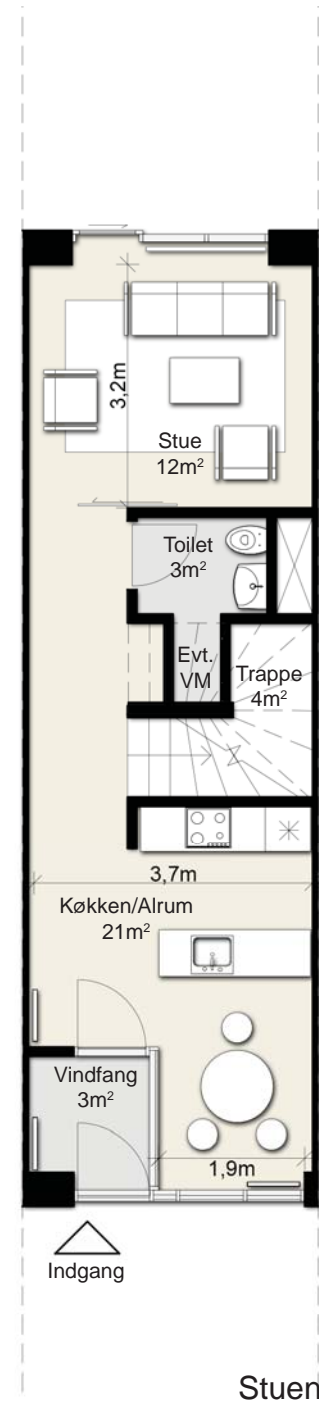 3,2m
Stue
12m²
Toilet
3m²
Evt.
VM
Trappe
4m²
3,7m
Køkken/Alrum
21m²
Vindfang
3m²
1,9m
Indgang
Stuen